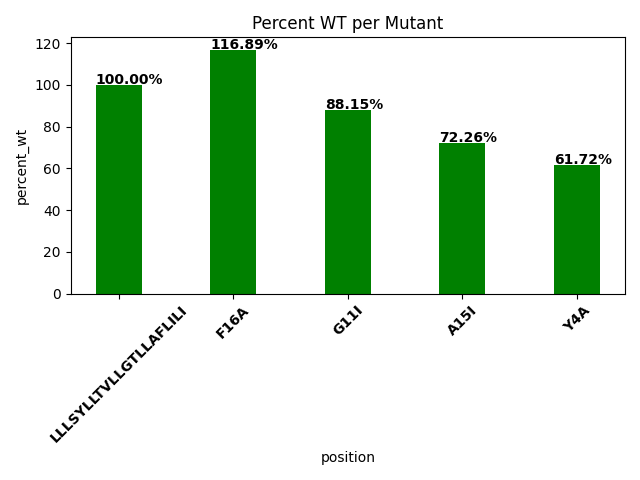 Percent WT per Mutant
percent_wt
120
100
80
60
40
20
0
100.00%
116.89%
88.15%
72.26%
61.72%
LLLSYLLTVLLGTLLAFLILI
F16A
G11I
A15I
Y4A
position